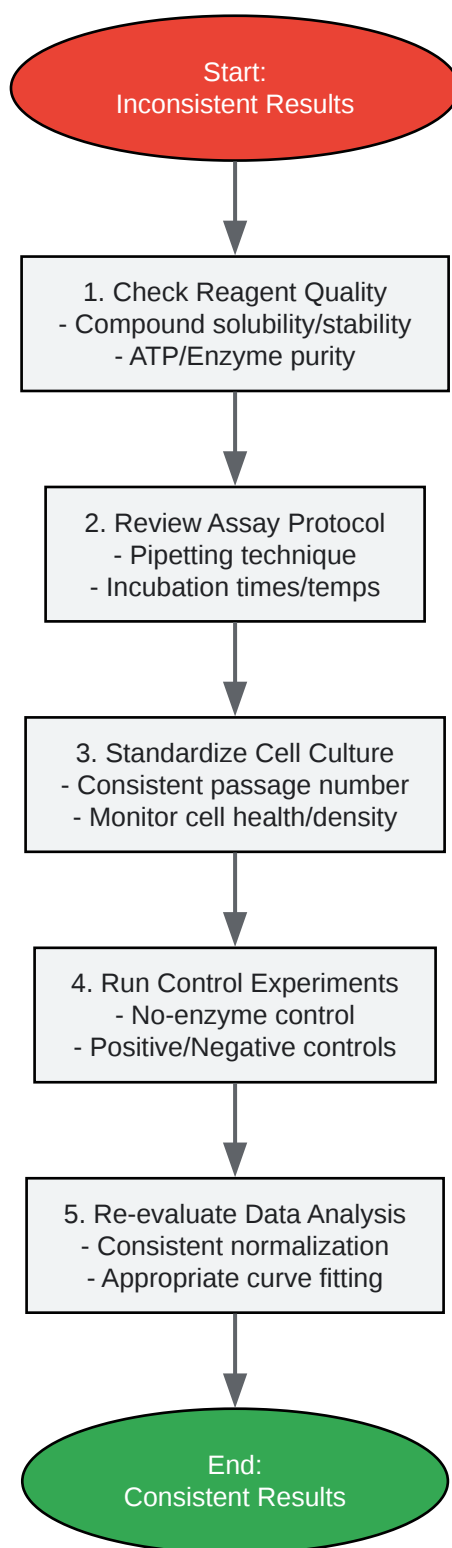 Start:
Inconsistent Results
1. Check Reagent Quality
- Compound solubility/stability
- ATP/Enzyme purity
2. Review Assay Protocol
- Pipetting technique
- Incubation times/temps
3. Standardize Cell Culture
- Consistent passage number
- Monitor cell health/density
4. Run Control Experiments
- No-enzyme control
- Positive/Negative controls
5. Re-evaluate Data Analysis
- Consistent normalization
- Appropriate curve fitting
End:
Consistent Results